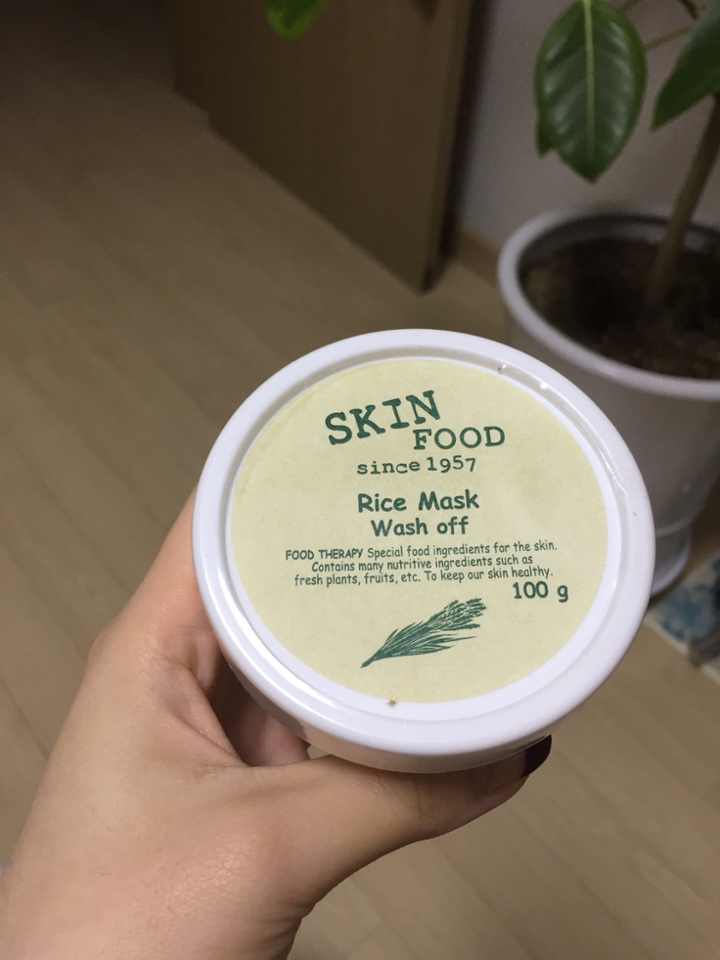 SKIN
FOOD
since 1957
Rice Mask
Wash off
FOOD THERAPY Special food ingredients for the skin.
Contains many nutritive ingredients such as
fresh plants, fruits, etc. To keep our skin healthy.
100 g